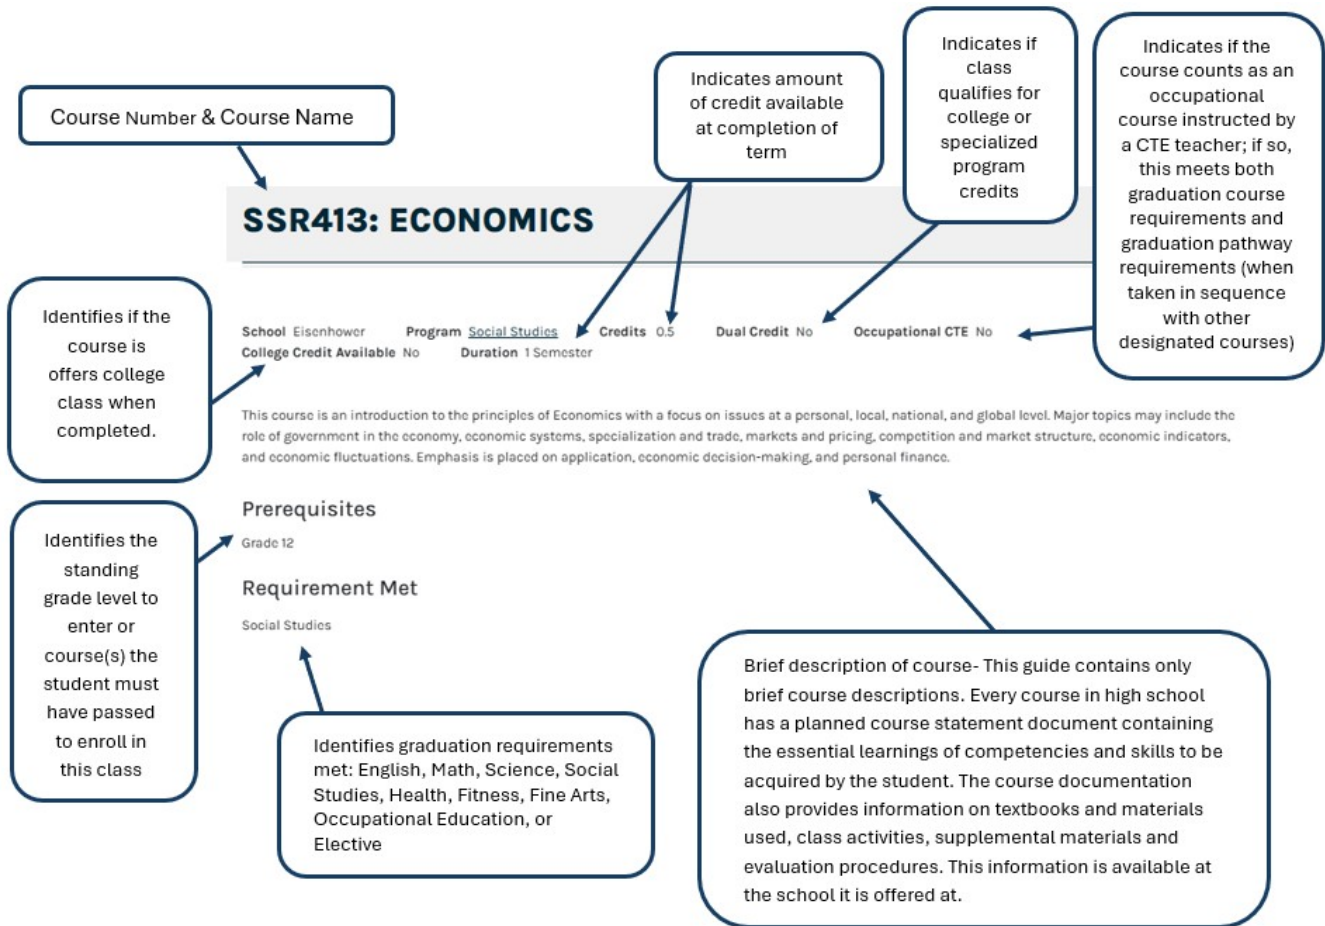 Course Number & Course Name
Indicates amount
of credit available
at completion of
term
Indicates if
class
qualifies for
college or
specialized
program
credits
Indicates if the
course counts as an
occupational
course instructed by
a CTE teacher; if so,
this meets both
graduation course
requirements and
graduation pathway
requirements (when
taken in sequence
with other
designated courses)
SSR413: ECONOMICS
Identifies if the
course is
offers college
class when
completed.
School Eisenhower Program Social Studies Credits 0.5 Dual Credit No Occupational CTE No
College Credit Available No Duration 1 Semester
This course is an introduction to the principles of Economics with a focus on issues at a personal, local, national, and global level. Major topics may include the
role of government in the economy, economic systems, specialization and trade, markets and pricing, competition and market structure, economic indicators,
and economic fluctuations. Emphasis is placed on application, economic decision-making, and personal finance.
Identifies the
standing
grade level to
enter or
course(s) the
student must
have passed
to enroll in
this class
Prerequisites
Grade 12
Requirement Met
Social Studies
Identifies graduation requirements
met: English, Math, Science, Social
Studies, Health, Fitness, Fine Arts,
Occupational Education, or
Elective
Brief description of course- This guide contains only
brief course descriptions. Every course in high school
has a planned course statement document containing
the essential learnings of competencies and skills to be
acquired by the student. The course documentation
also provides information on textbooks and materials
used, class activities, supplemental materials and
evaluation procedures. This information is available at
the school it is offered at.